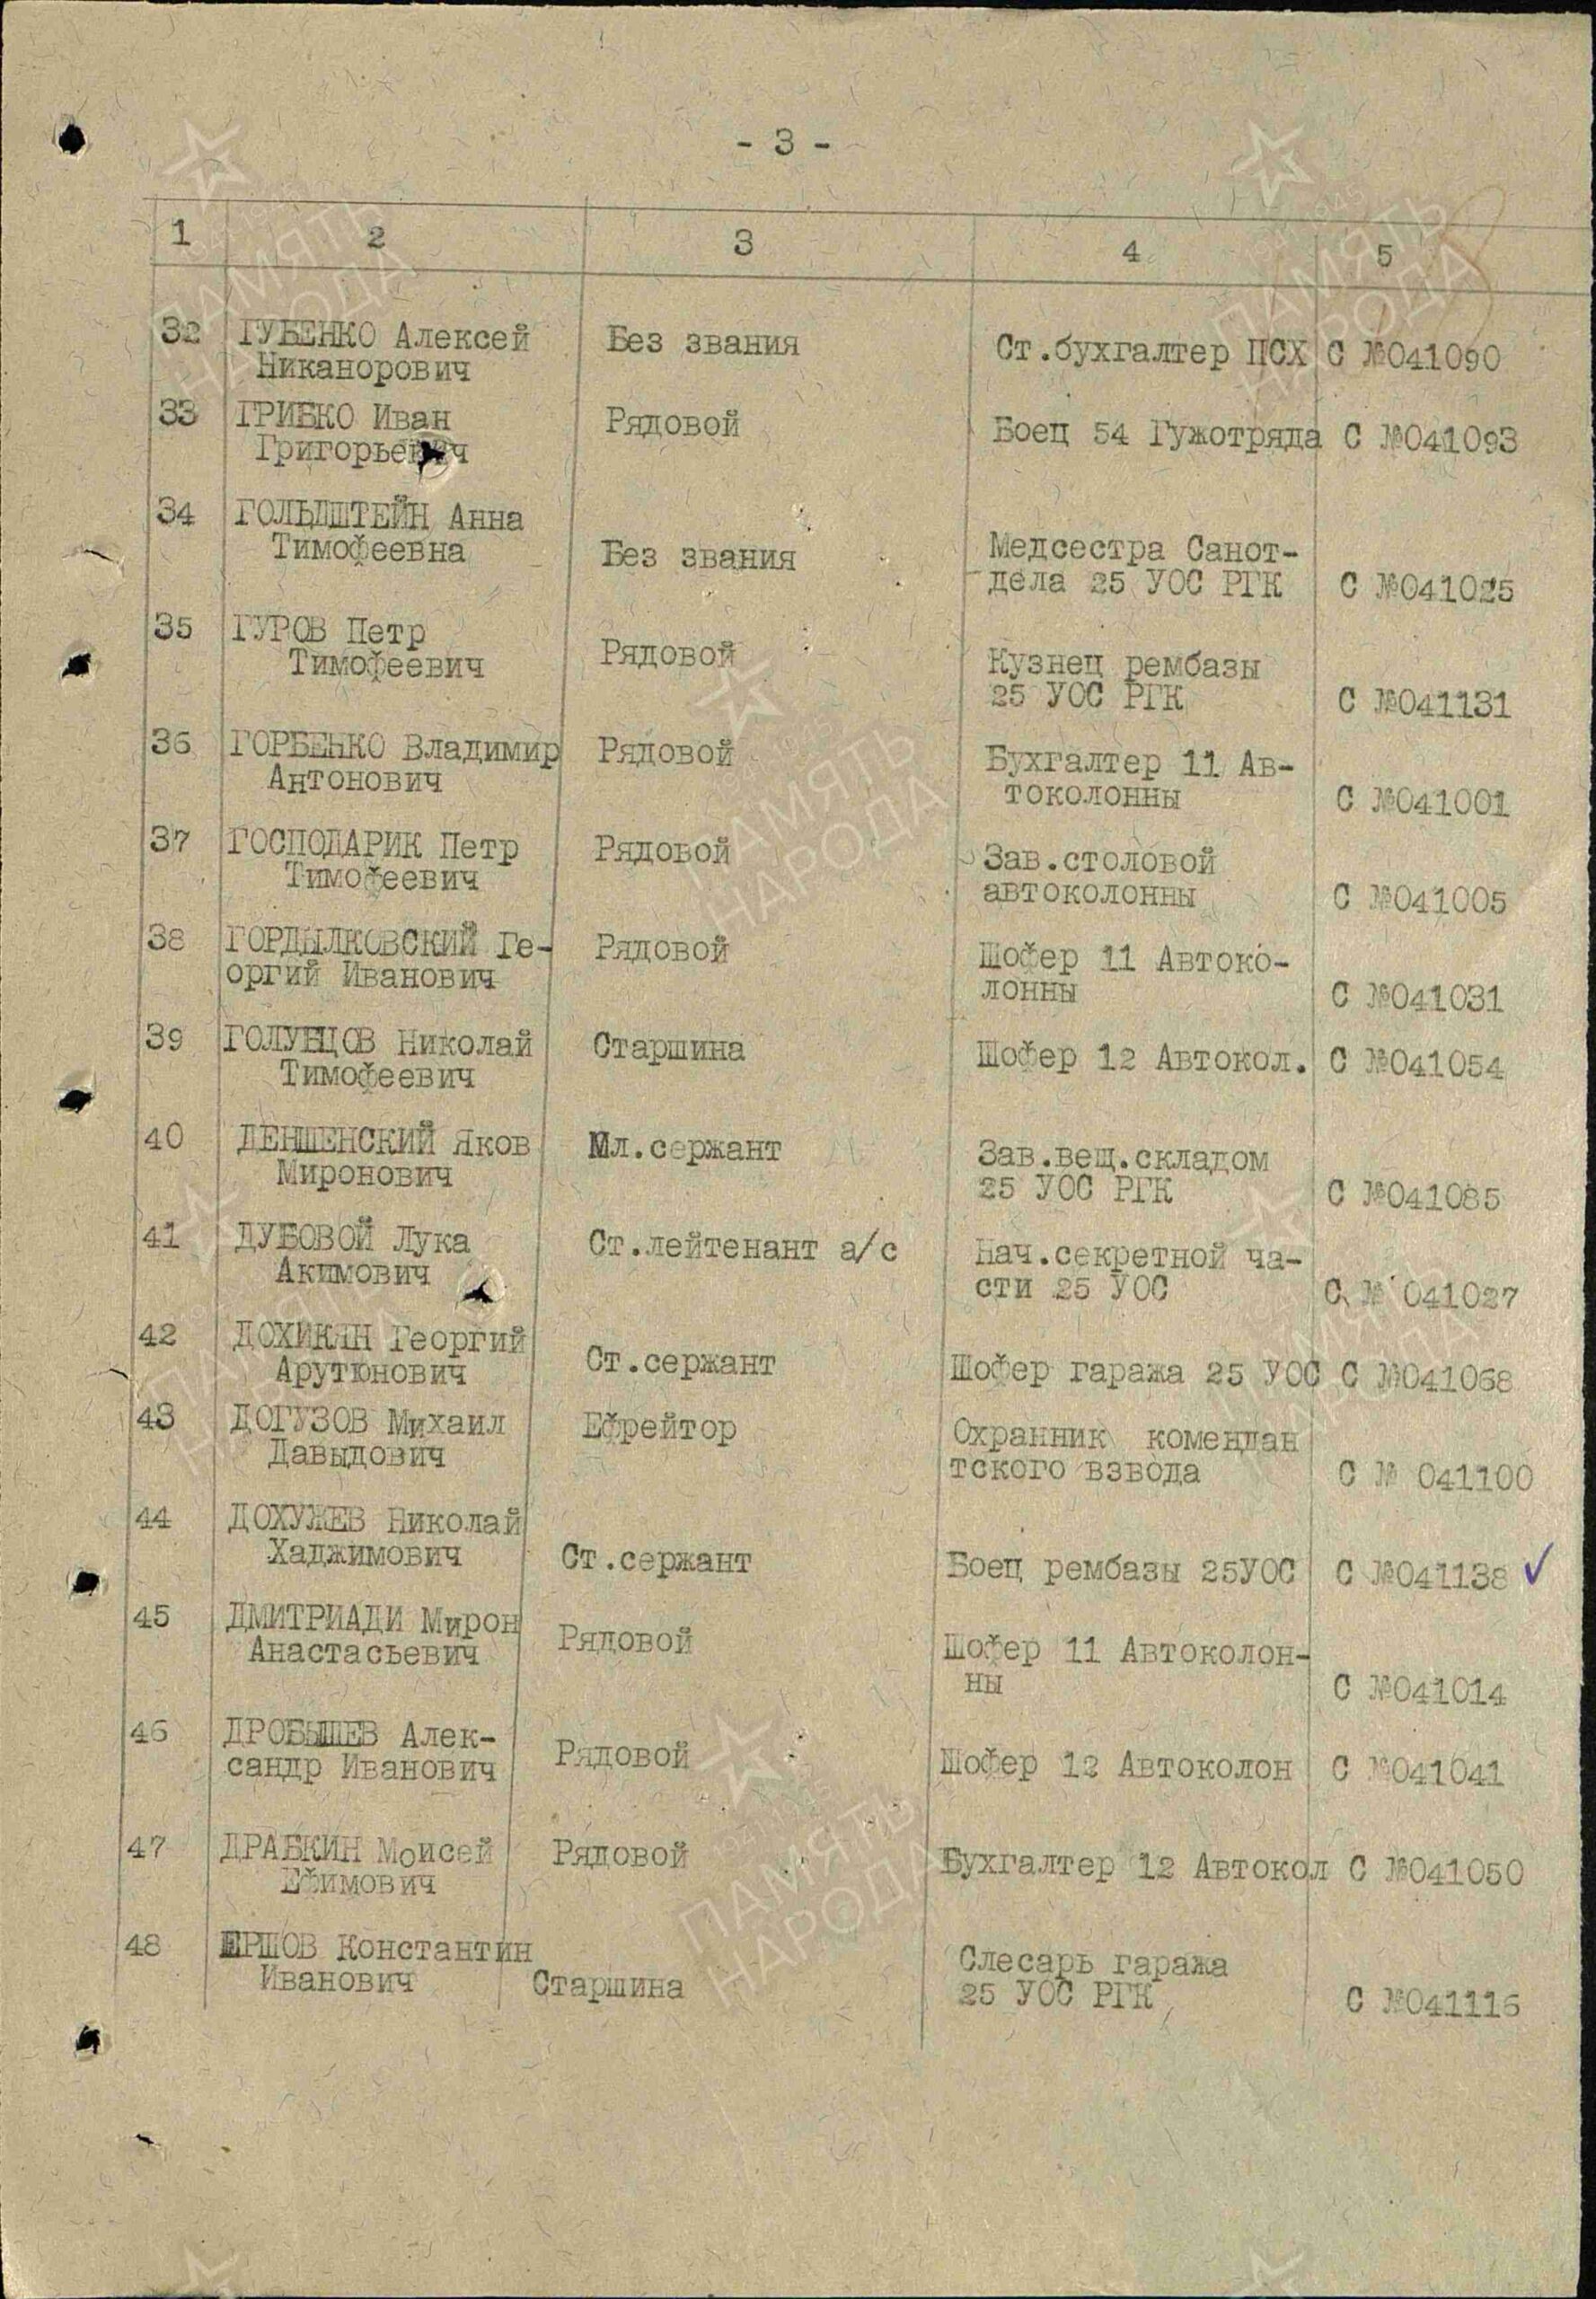 - 3 -
1 2 3 4 5
32 ГУБЕНКО Алексей Без звания Ст.бухгалтер ПСХ С №041090
Никанорович
33 ГРИБКО Иван Рядовой Боец 54 Гужотряда С №041093
Григорьевич
34 ГОЛЬДШТЕЙН Анна
Тимофеевна Без звания Медсестра Санот-
дела 25 УОС РГК С №041025
35 ГУРОВ Петр
Тимофеевич Рядовой Кузнец рембазы
25 УОС РГК С №041131
36 ГОРБЕНКО Владимир Рядовой Бухгалтер 11 Ав-
Антонович токолонны С №041001
37 ГОСПОДАРИК Петр Рядовой Зав.столовой
Тимофеевич автоколонны С №041005
38 ГОРДЫЛКОВСКИЙ Ге- Рядовой Шофер 11 Автоко-
оргий Иванович лонны С №041031
39 ГОЛУБЦОВ Николай Старшина Шофер 12 Автокол. С №041054
Тимофеевич
40 ДЕНШЕНСКИЙ Яков Мл.сержант Зав.вещ.складом
Миронович 25 УОС РГК С №041085
41 ДУБОВОЙ Лука Ст.лейтенант а/с Нач.секретной ча-
Акимович сти 25 УОС С № 041027
42 ДОХИКЯН Георгий
Арутюнович Ст.сержант Шофер гаража 25 УОС С №041068
43 ДОГУЗОВ Михаил Ефрейтор Охранник комендан
Давыдович тского взвода С № 041100
44 ДОХУЖЕВ Николай
Хаджимович Ст.сержант Боец рембазы 25УОС С №041138
45 ДМИТРИАДИ Мирон Рядовой Шофер 11 Автоколон-
Анастасьевич ны С №041014
46 ДРОБЫШЕВ Алек-
сандр Иванович Рядовой Шофер 12 Автоколон С №041041
47 ДРАБКИН Моисей Рядовой Бухгалтер 12 Автокол С №041050
Ефимович
48 ЕРШОВ Константин Слесарь гаража
Иванович Старшина 25 УОС РГК С №041116
ПАМЯТЬ
НАРОДА